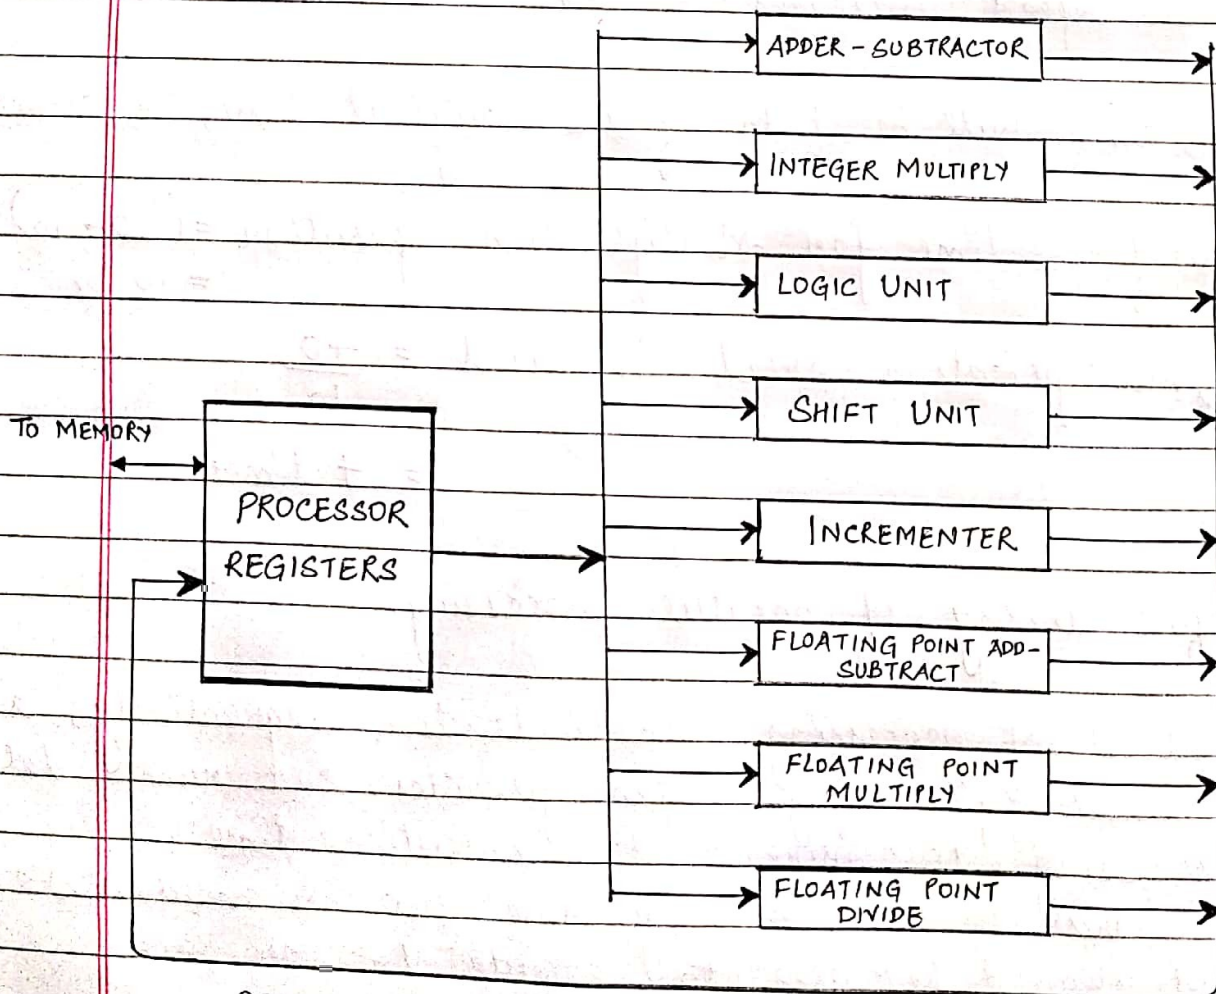 ADDER-SUBTRACTOR
INTEGER MULTIPLY
LOGIC UNIT
SHIFT UNIT
TO MEMORY
PROCESSOR
REGISTERS
INCREMENTER
FLOATING POINT ADD-
SUBTRACT
FLOATING POINT
MULTIPLY
FLOATING POINT
DIVIDE